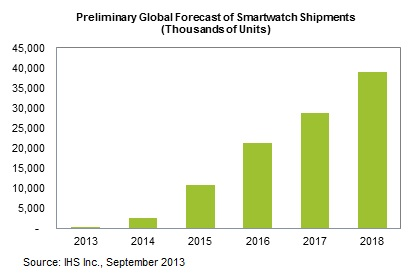 Preliminary Global Forecast of Smartwatch Shipments
(Thousands of Units)
45,000
40,000
35,000
30,000
25,000
20,000
15,000
10,000
5,000
-
2013 2014 2015 2016 2017 2018
Source: IHS Inc., September 2013